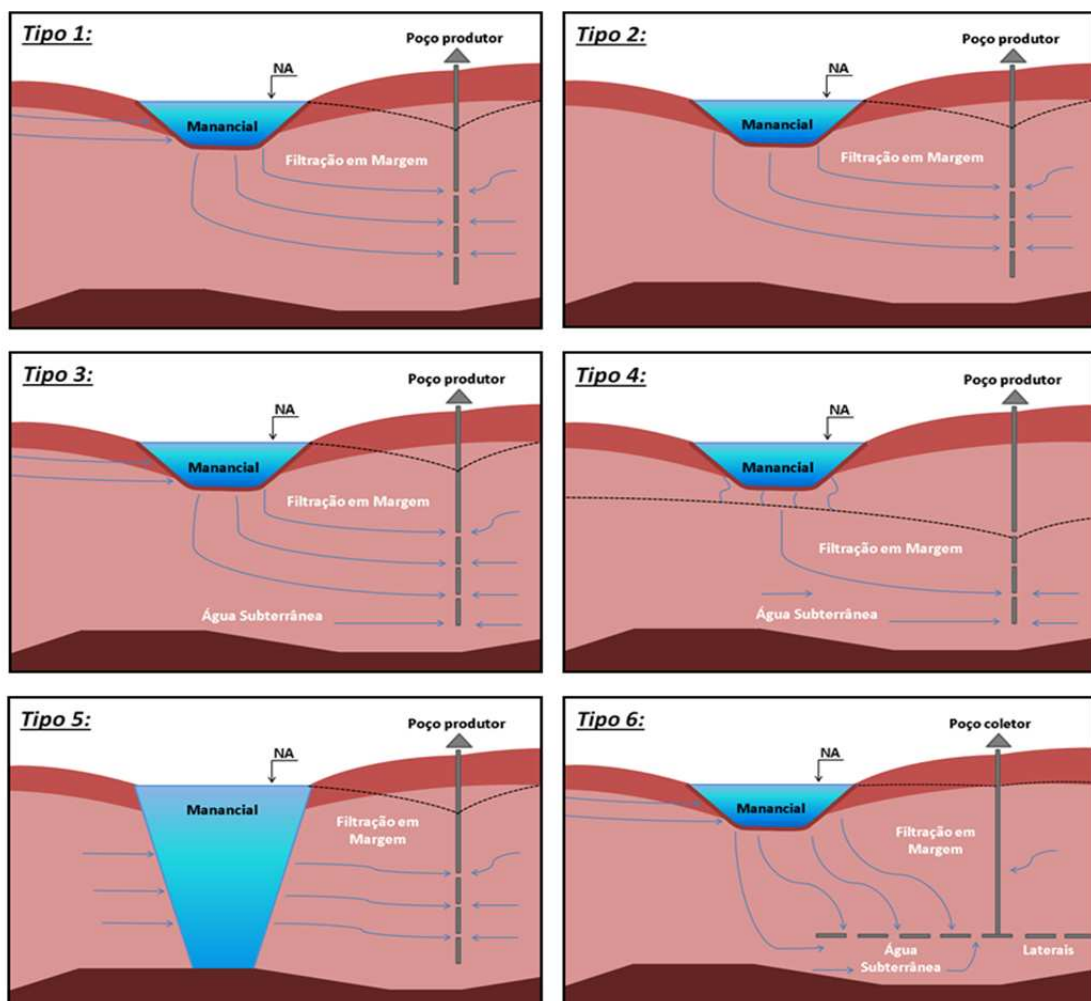 Tipo 1:
Poço produtor
NA
Manancial
Filtração em Margem
Tipo 2:
Poço produtor
NA
Manancial
Filtração em Margem
Tipo 3:
Poço produtor
NA
Manancial
Filtração em Margem
Água Subterrânea
Tipo 4:
Poço produtor
NA
Manancial
Filtração em Margem
Água Subterrânea
Tipo 5:
Poço produtor
NA
Manancial
Filtração em
Margem
Tipo 6:
Poço coletor
NA
Manancial
Filtração em
Margem
Água
Subterrânea
Laterais